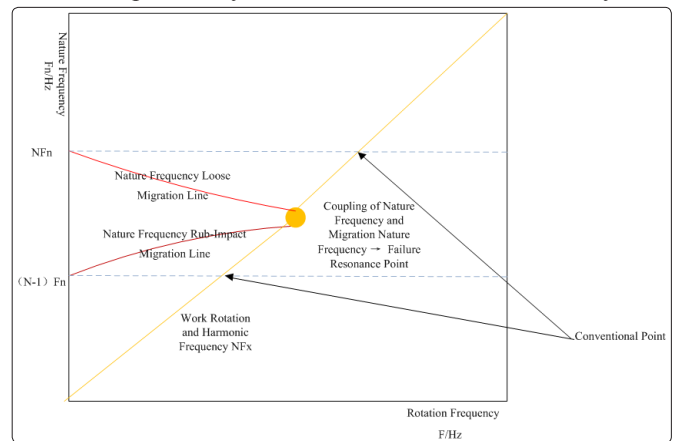 Nature Frequency
Fn/Hz
NFn
Nature Frequency Loose
Migration Line
Nature Frequency Rub-Impact
Migration Line
（N-1）Fn
Coupling of Nature
Frequency and
Migration Nature
Frequency → Failure
Resonance Point
Work Rotation
and Harmonic
Frequency NFx
Conventional Point
Rotation Frequency
F/Hz